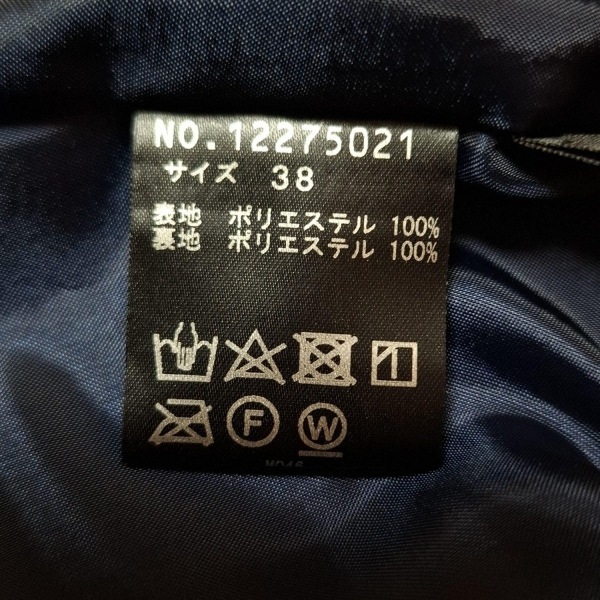 NO.12275021
サイズ 38
表地 ポリエステル 100%
裏地 ポリエステル 100%
F
W